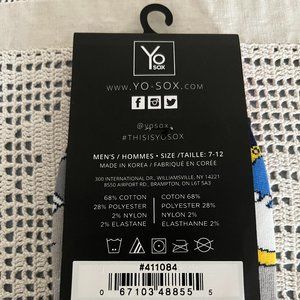 Yo
SOX
WWW.YO-SOX.COM
@yosox_
#THISISYOSOX
MEN'S / HOMMES • SIZE /TAILLE: 7-12
MADE IN KOREA / FABRIQUÉ EN CORÉE
300 INTERNATIONAL DR., WILLIAMSVILLE, NY 14221
8550 AIRPORT RD., BRAMPTON, ON L6T 5A3
68% COTTON COTON 68%
28% POLYESTER POLYESTER 28%
2% NYLON NYLON 2%
2% ELASTANE ÉLASTHANNE 2%
#411084
0 67103 48855 5